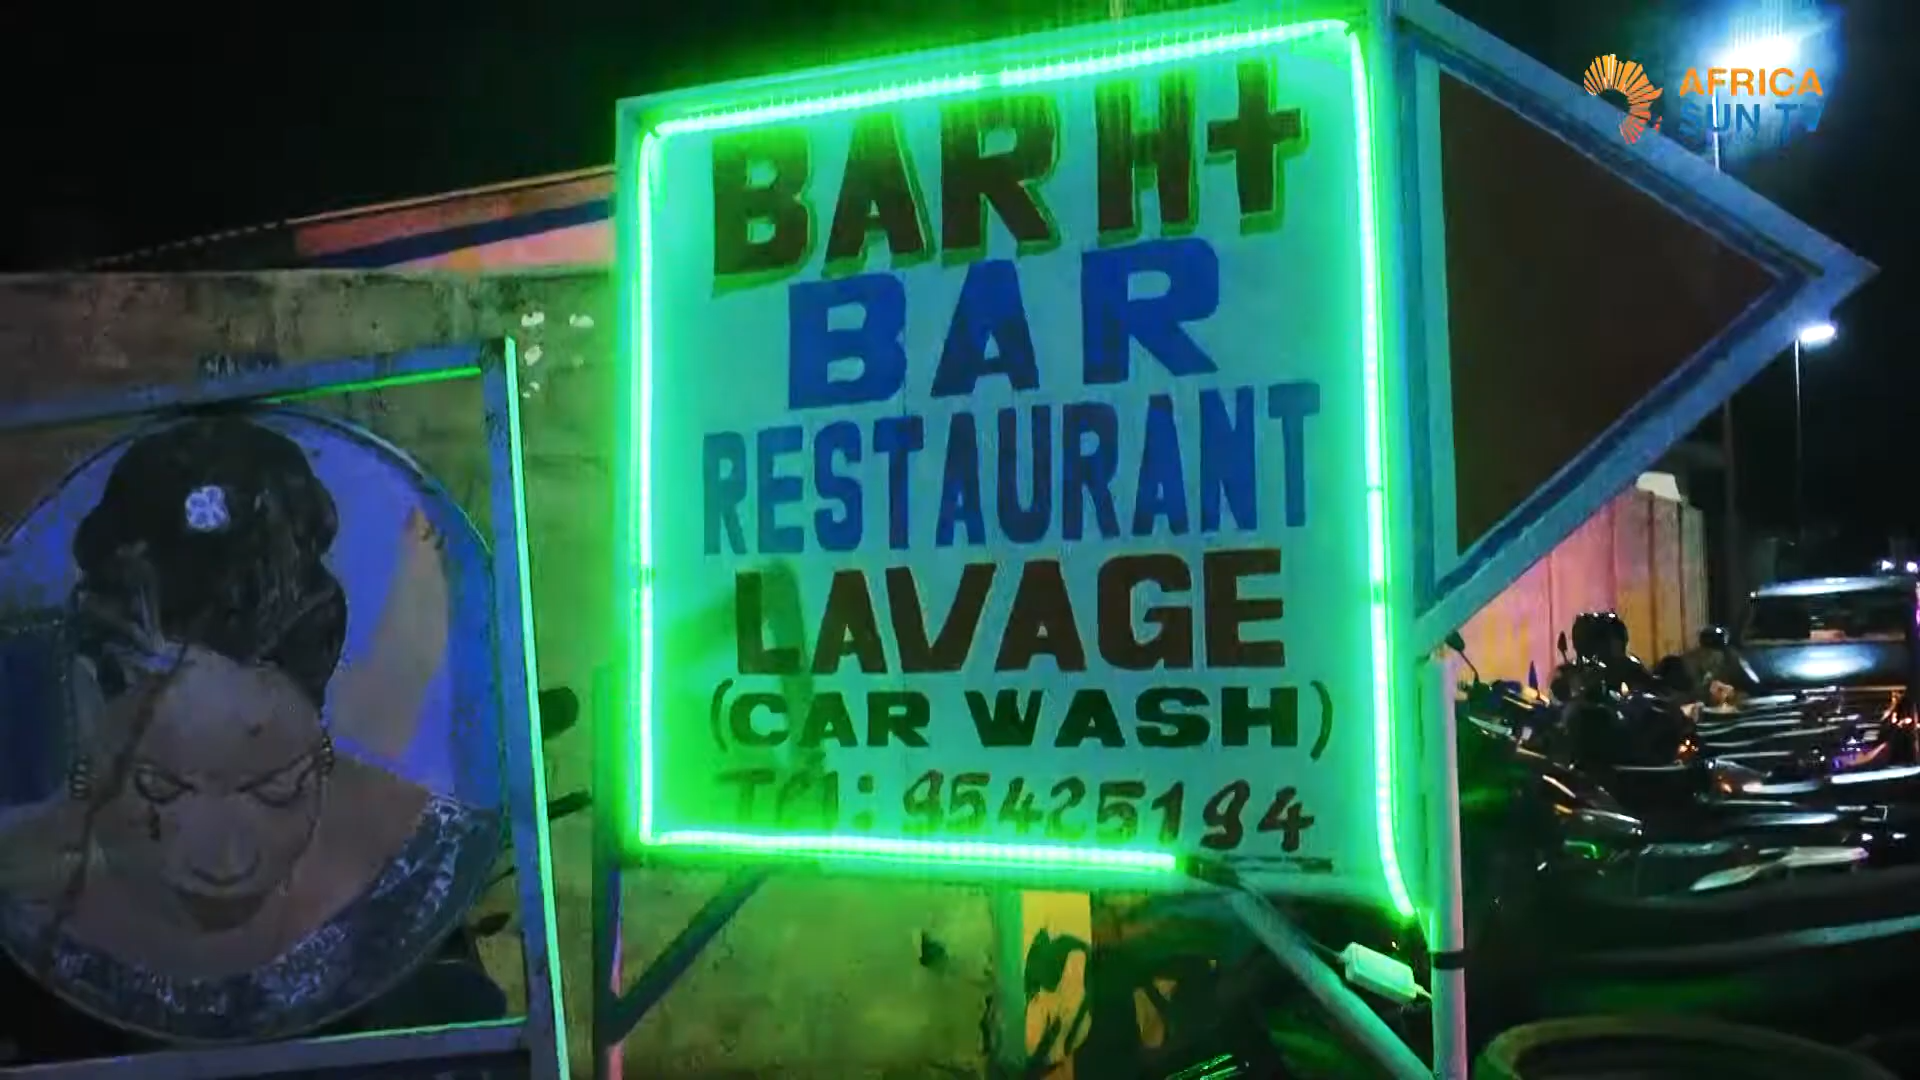 BAR H+
BAR
RESTAURANT
LAVAGE
(CAR WASH)
Tél: 95425194
AFRICA
SUN TV